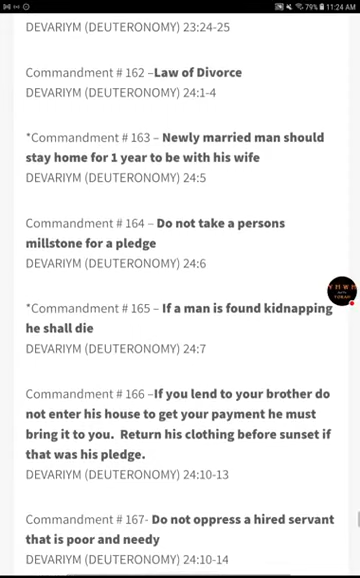 79% 11:24 AM
DEVARIYM (DEUTERONOMY) 23:24-25
Commandment # 162 –Law of Divorce
DEVARIYM (DEUTERONOMY) 24:1-4
*Commandment # 163 – Newly married man should
stay home for 1 year to be with his wife
DEVARIYM (DEUTERONOMY) 24:5
Commandment # 164 – Do not take a persons
millstone for a pledge
DEVARIYM (DEUTERONOMY) 24:6
*Commandment # 165 – If a man is found kidnapping
he shall die
DEVARIYM (DEUTERONOMY) 24:7
Commandment # 166 –If you lend to your brother do
not enter his house to get your payment he must
bring it to you.  Return his clothing before sunset if
that was his pledge.
DEVARIYM (DEUTERONOMY) 24:10-13
Commandment # 167- Do not oppress a hired servant
that is poor and needy
DEVARIYM (DEUTERONOMY) 24:10-14